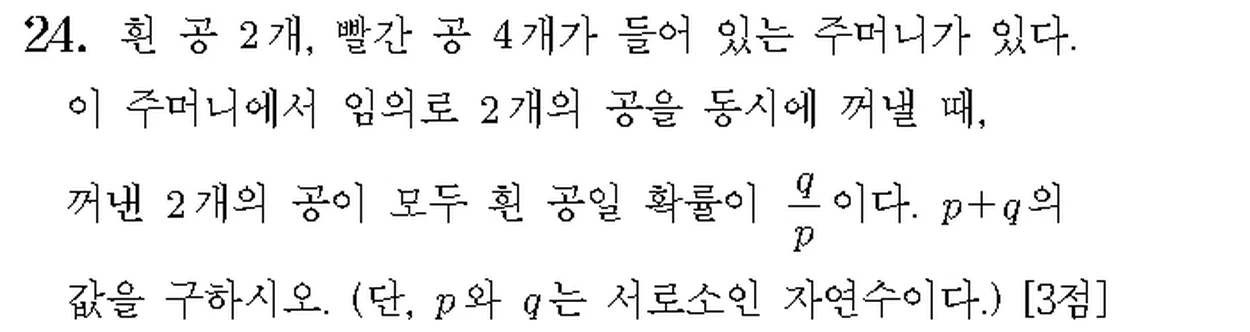 24. 흰 공 2개, 빨간 공 4개가 들어 있는 주머니가 있다.
이 주머니에서 임의로 2개의 공을 동시에 꺼낼 때,
꺼낸 2개의 공이 모두 흰 공일 확률이 q/p 이다. p+q의
값을 구하시오. (단, p와 q는 서로소인 자연수이다.) [3점]